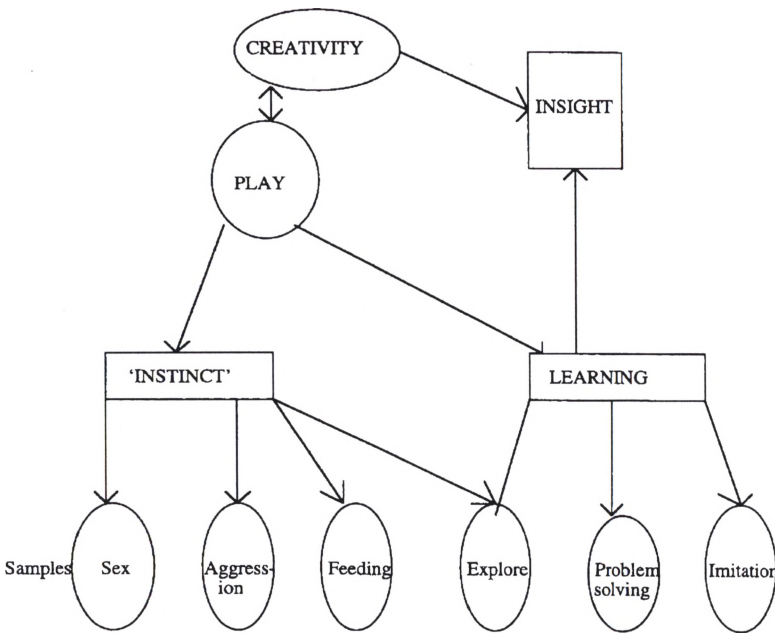 CREATIVITY
INSIGHT
PLAY
'INSTINCT'
LEARNING
Samples
Sex
Aggress-
ion
Feeding
Explore
Problem
solving
Imitation